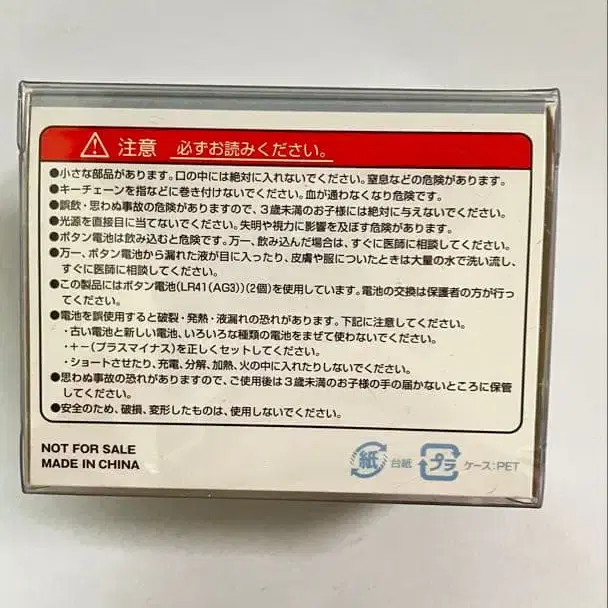 注意 必ずお読みください。
●小さな部品があります。口の中には絶対に入れないでください。窒息などの危険があります。
●キーチェーンを指などに巻き付けないでください。血が通わなくなり危険です。
●誤飲・思わぬ事故の危険がありますので、3歳未満のお子様には絶対に与えないでください。
●光源を直接目に当てないでください。失明や視力に影響を及ぼす危険があります。
●ボタン電池は飲み込むと危険です。万一、飲み込んだ場合は、すぐに医師に相談してください。
●万一、ボタン電池から漏れた液が目に入ったり、皮膚や服についたときは大量の水で洗い流し、
すぐに医師に相談してください。
●この製品にはボタン電池(LR41(AG3))(2個)を使用しています。電池の交換は保護者の方が行っ
てください。
●電池を誤使用すると破裂・発熱・液漏れの恐れがあります。下記に注意してください。
・古い電池と新しい電池、いろいろな種類の電池をまぜて使わないでください。
・+−(プラスマイナス)を正しくセットしてください。
・ショートさせたり、充電、分解、加熱、火の中に入れたりしないでください。
●思わぬ事故の恐れがありますので、ご使用後は3歳未満のお子様の手の届かないところに保管
してください。
●安全のため、破損、変形したものは、使用しないでください。
NOT FOR SALE
MADE IN CHINA
紙 台紙 プラ ケース:PET